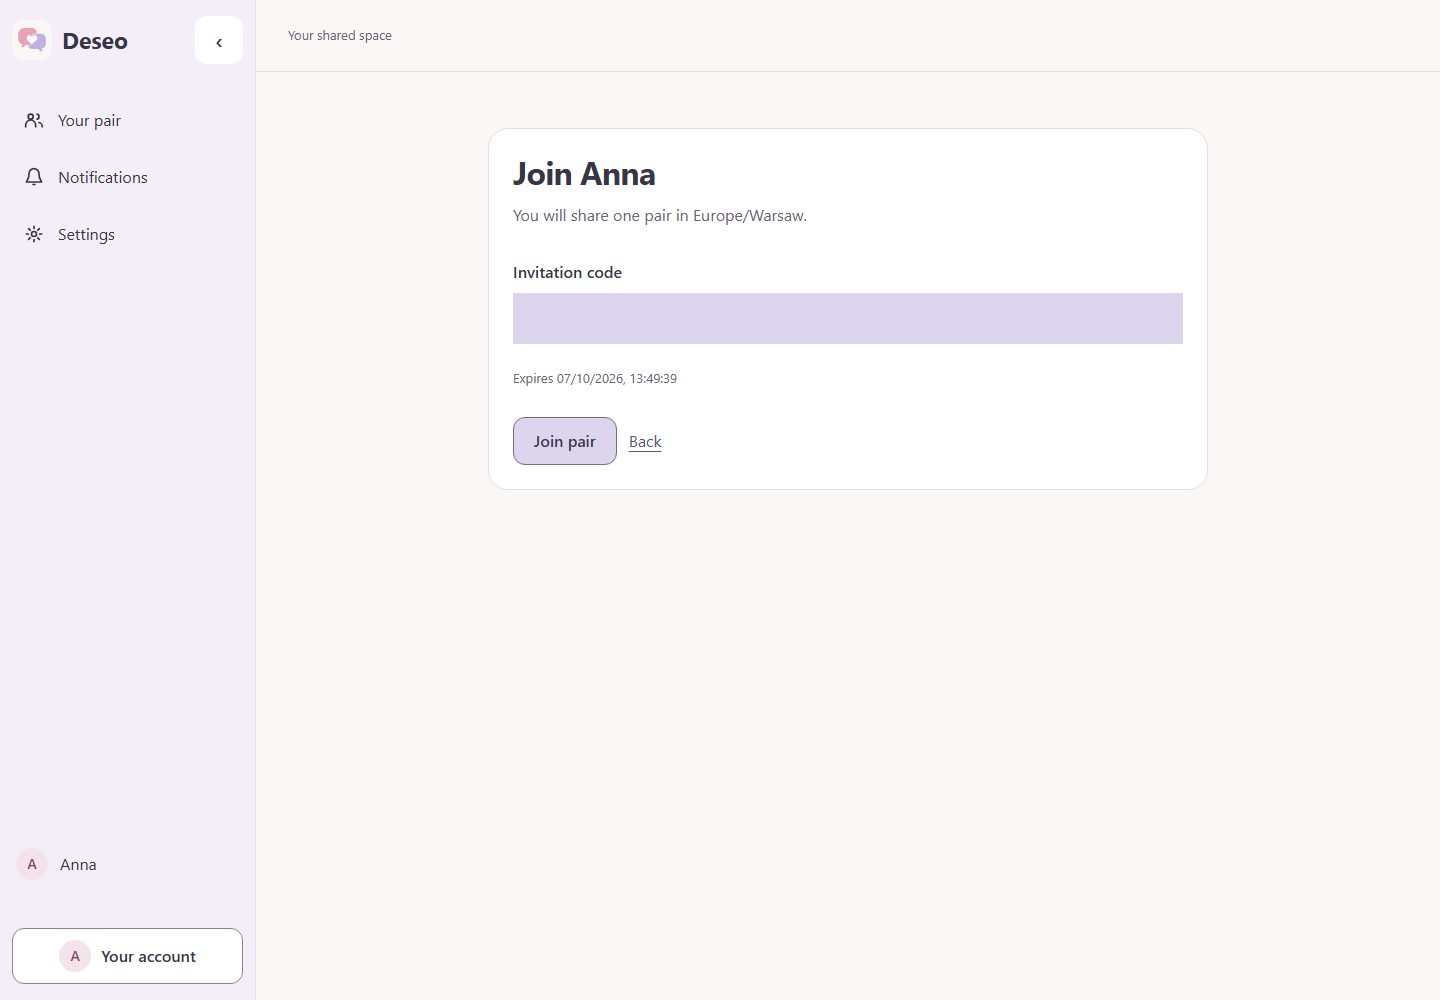 Deseo
‹
Your pair
Notifications
Settings
A Anna
A Your account
Your shared space
Join Anna
You will share one pair in Europe/Warsaw.
Invitation code
Expires 07/10/2026, 13:49:39
Join pair Back